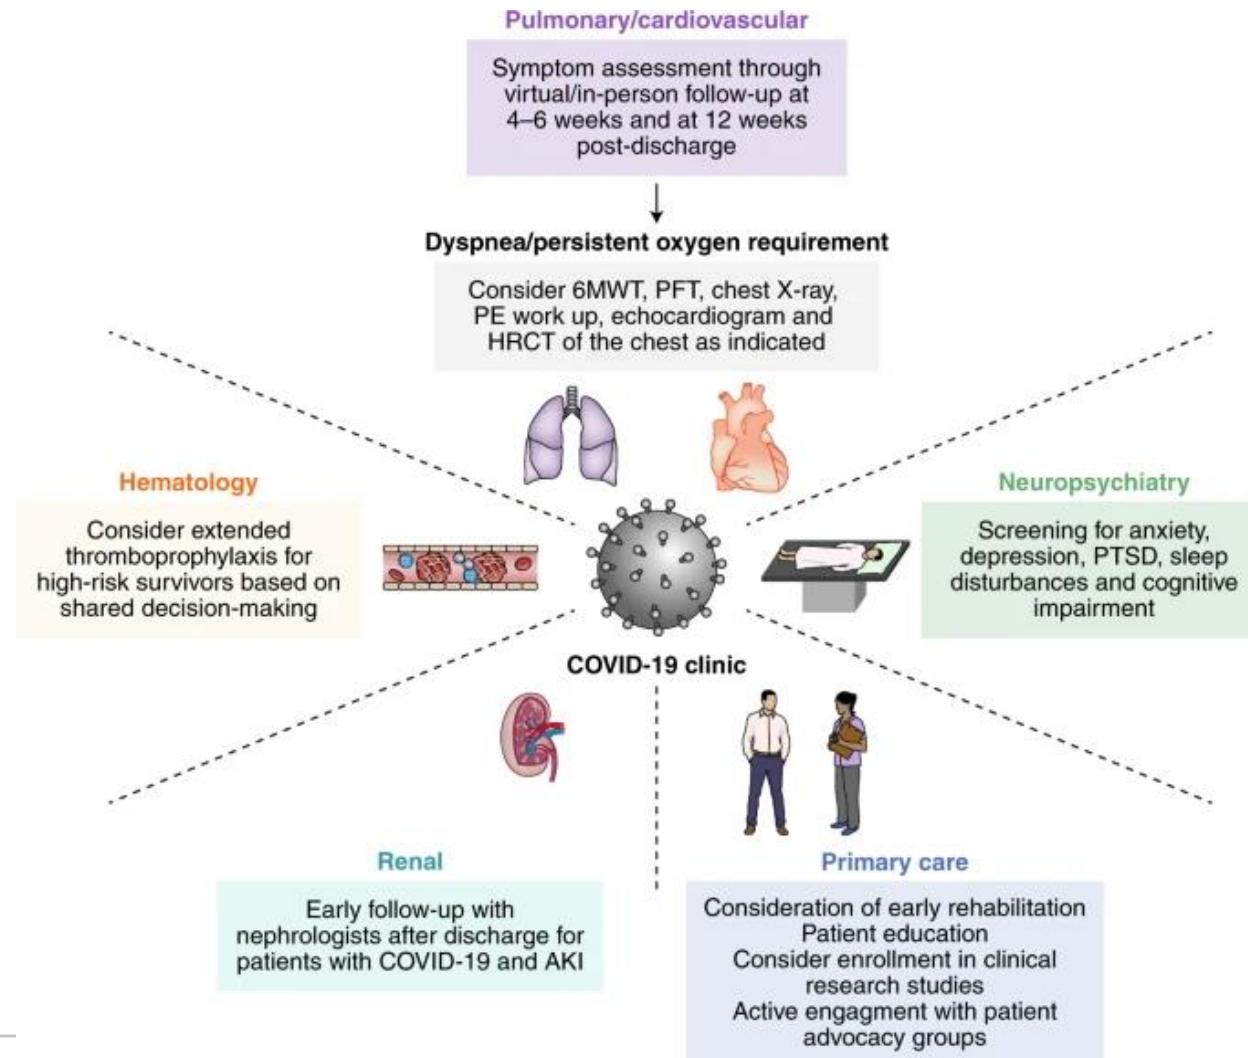 Pulmonary/cardiovascular
Symptom assessment through
virtual/in-person follow-up at
4–6 weeks and at 12 weeks
post-discharge
Dyspnea/persistent oxygen requirement
Consider 6MWT, PFT, chest X-ray,
PE work up, echocardiogram and
HRCT of the chest as indicated
Hematology
Consider extended
thromboprophylaxis for
high-risk survivors based on
shared decision-making
Neuropsychiatry
Screening for anxiety,
depression, PTSD, sleep
disturbances and cognitive
impairment
COVID-19 clinic
Renal
Early follow-up with
nephrologists after discharge for
patients with COVID-19 and AKI
Primary care
Consideration of early rehabilitation
Patient education
Consider enrollment in clinical
research studies
Active engagment with patient
advocacy groups